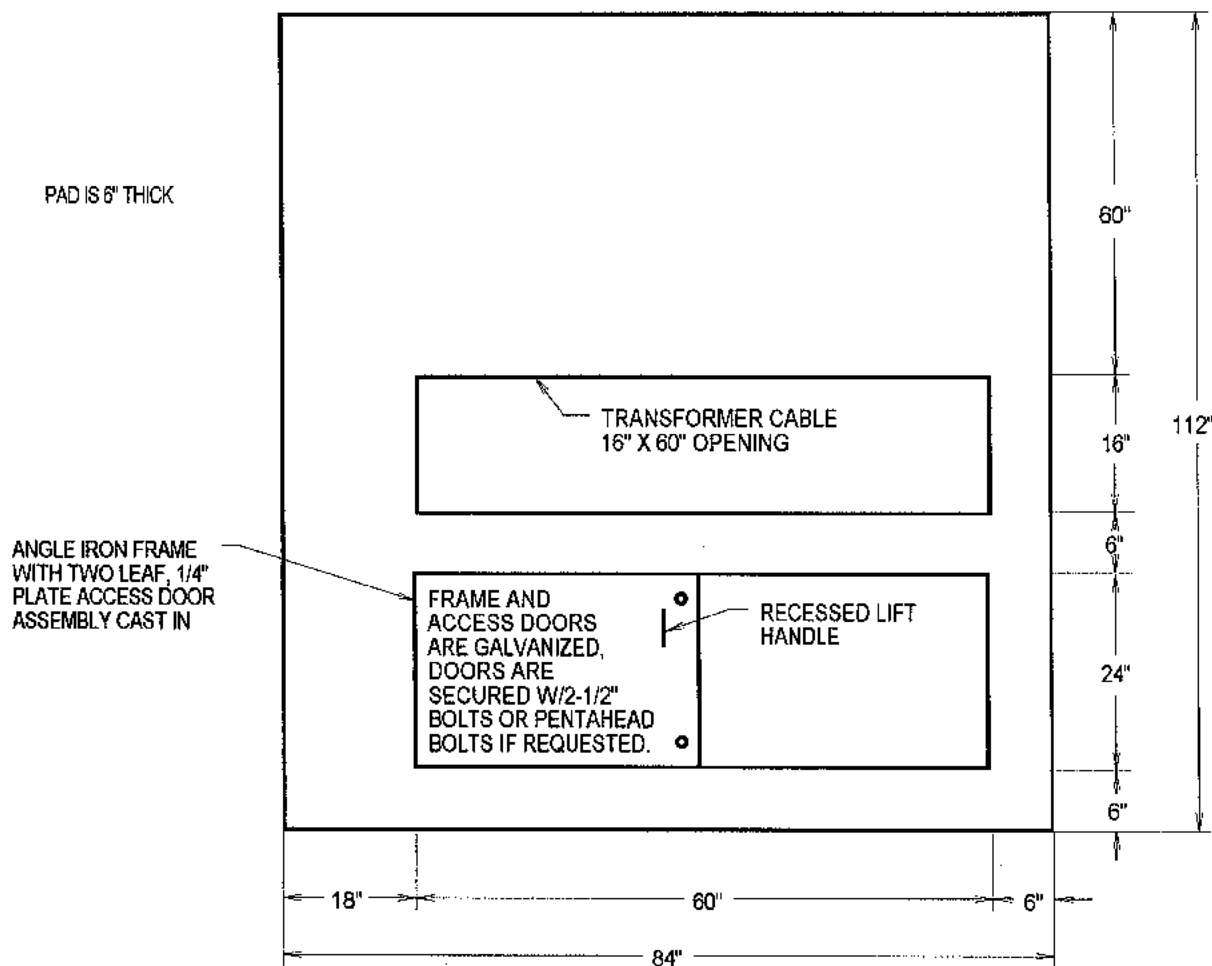 PAD IS 6" THICK
60"
112"
TRANSFORMER CABLE
16" X 60" OPENING
16"
6"
ANGLE IRON FRAME
WITH TWO LEAF, 1/4"
PLATE ACCESS DOOR
ASSEMBLY CAST IN
FRAME AND
ACCESS DOORS
ARE GALVANIZED,
DOORS ARE
SECURED W/2-1/2"
BOLTS OR PENTAHEAD
BOLTS IF REQUESTED.
RECESSED LIFT
HANDLE
24"
6"
18"
60"
6"
84"